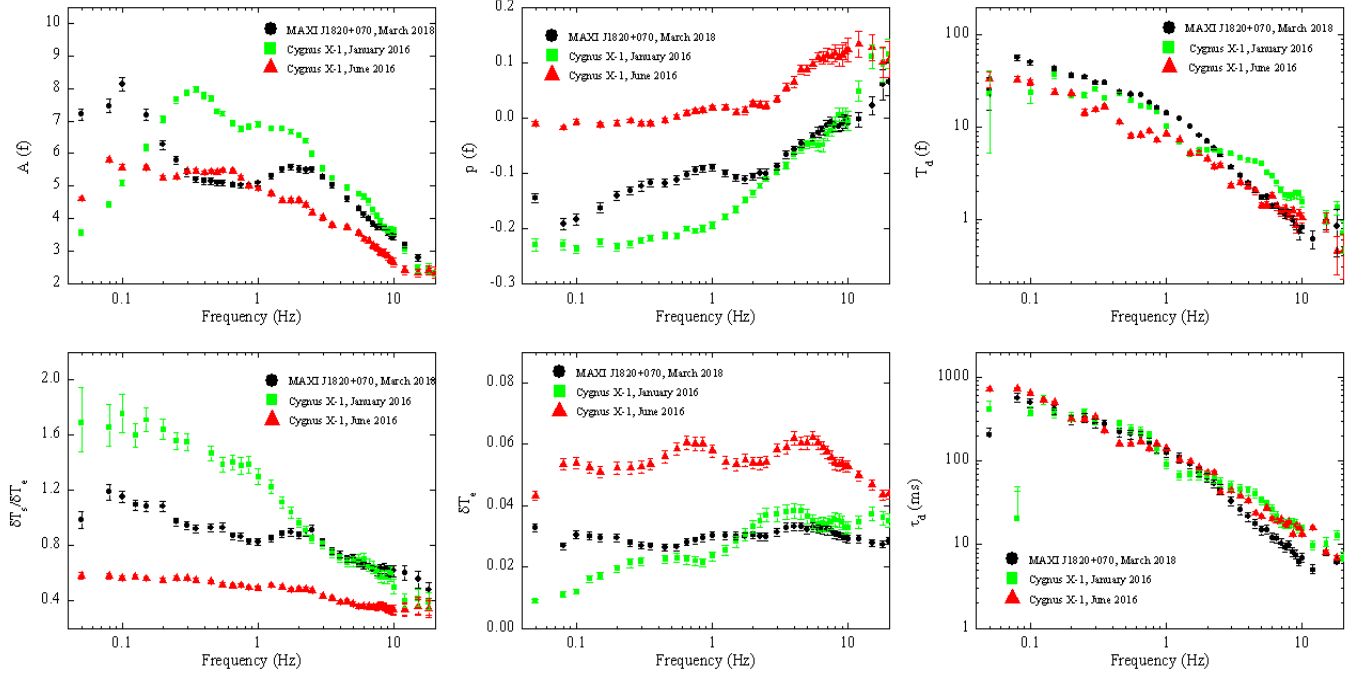 10
9
8
7
6
5
4
3
2
A (f)
0.1
1
10
Frequency (Hz)
MAXI J1820+070, March 2018
Cygnus X-1, January 2016
Cygnus X-1, June 2016
0.2
0.1
0.0
-0.1
-0.2
-0.3
p (f)
0.1
1
10
Frequency (Hz)
MAXI J1820+070, March 2018
Cygnus X-1, January 2016
Cygnus X-1, June 2016
100
10
1
T_d (f)
0.1
1
10
Frequency (Hz)
MAXI J1820+070, March 2018
Cygnus X-1, January 2016
Cygnus X-1, June 2016
2.0
1.6
1.2
0.8
0.4
δT_s/δT_e
0.1
1
10
Frequency (Hz)
MAXI J1820+070, March 2018
Cygnus X-1, January 2016
Cygnus X-1, June 2016
0.08
0.06
0.04
0.02
0.00
δT_e
0.1
1
10
Frequency (Hz)
MAXI J1820+070, March 2018
Cygnus X-1, January 2016
Cygnus X-1, June 2016
1000
100
10
1
τ_d (ms)
0.1
1
10
Frequency (Hz)
MAXI J1820+070, March 2018
Cygnus X-1, January 2016
Cygnus X-1, June 2016